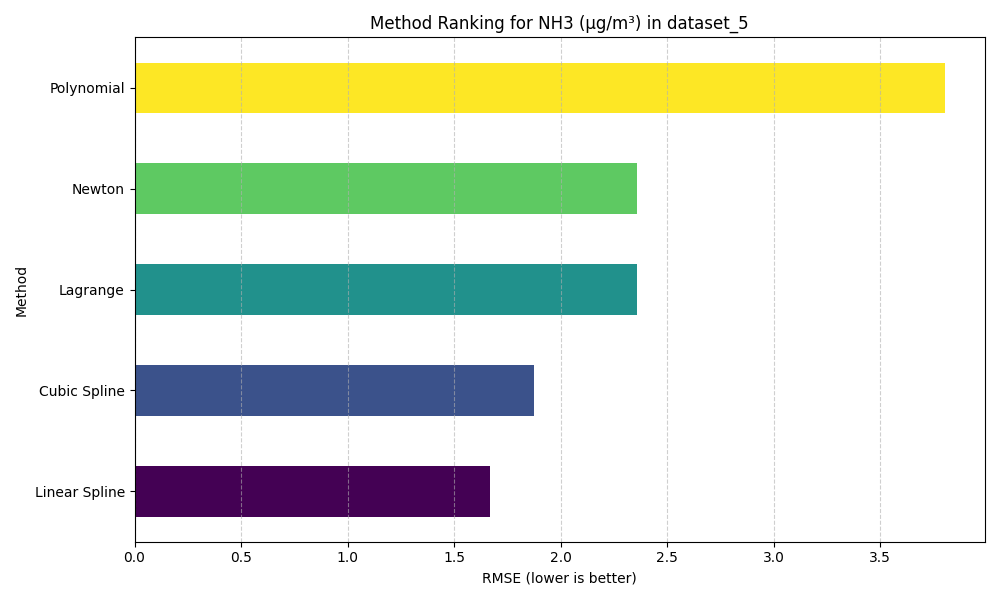 Method Ranking for NH3 (µg/m³) in dataset_5
Polynomial
Newton
Lagrange
Cubic Spline
Linear Spline
Method
0.0 0.5 1.0 1.5 2.0 2.5 3.0 3.5
RMSE (lower is better)